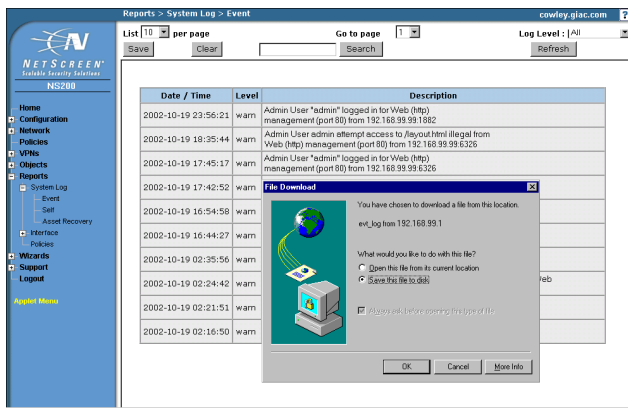 Reports > System Log > Event
cowley.giac.com
?
NETSCREEN
Scalable Security Solutions
NS200
Home
Configuration
Network
Policies
VPNs
Objects
Reports
System Log
Event
Self
Asset Recovery
Interface
Policies
Wizards
Support
Logout
Applet Menu
List 10 per page
Go to page 1
Log Level : All
Save
Clear
Search
Refresh
Date / Time Level Description
2002-10-19 23:56:21 warn Admin User "admin" logged in for Web (http)
management (port 80) from 192.168.99.99:1882
2002-10-19 18:35:44 warn Admin User admin attempt access to /layout.html illegal from
Web (http) management (port 80) from 192.168.99.99:6326
2002-10-19 17:45:17 warn Admin User "admin" logged in for Web (http)
management (port 80) from 192.168.99.99:6326
2002-10-19 17:42:52 warn
2002-10-19 16:54:58 warn
2002-10-19 16:44:27 warn
2002-10-19 02:35:56 warn
2002-10-19 02:24:42 warn
2002-10-19 02:21:51 warn
2002-10-19 02:16:50 warn
File Download
You have chosen to download a file from this location.
evt_log from 192.168.99.1
What would you like to do with this file?
Open this file from its current location
Save this file to disk
Always ask before opening this type of file
OK
Cancel
More Info